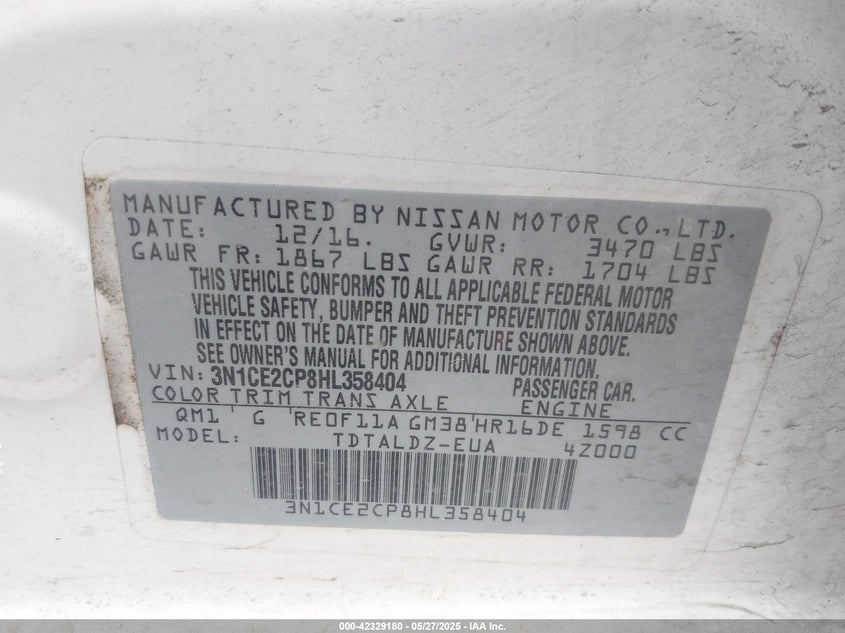 MANUFACTURED BY NISSAN MOTOR CO., LTD.
DATE: 12/16. GVWR: 3470 LBS
GAWR FR: 1867 LBS GAWR RR: 1704 LBS
THIS VEHICLE CONFORMS TO ALL APPLICABLE FEDERAL MOTOR
VEHICLE SAFETY, BUMPER AND THEFT PREVENTION STANDARDS
IN EFFECT ON THE DATE OF MANUFACTURE SHOWN ABOVE.
SEE OWNER'S MANUAL FOR ADDITIONAL INFORMATION.
VIN: 3N1CE2CP8HL358404 PASSENGER CAR.
COLOR TRIM TRANS AXLE ENGINE
QM1 G RE0F11A GM38 HR16DE 1598 CC
MODEL: TDTALDZ-EUA 4Z000
3N1CE2CP8HL358404
000-42329180 - 05/27/2025 - IAA Inc.